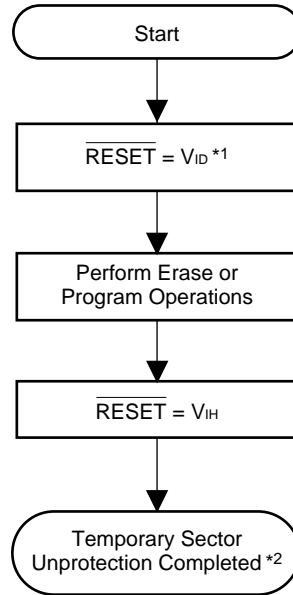 Start
RESET = VID *1
Perform Erase or
Program Operations
RESET = VIH
Temporary Sector
Unprotection Completed *2